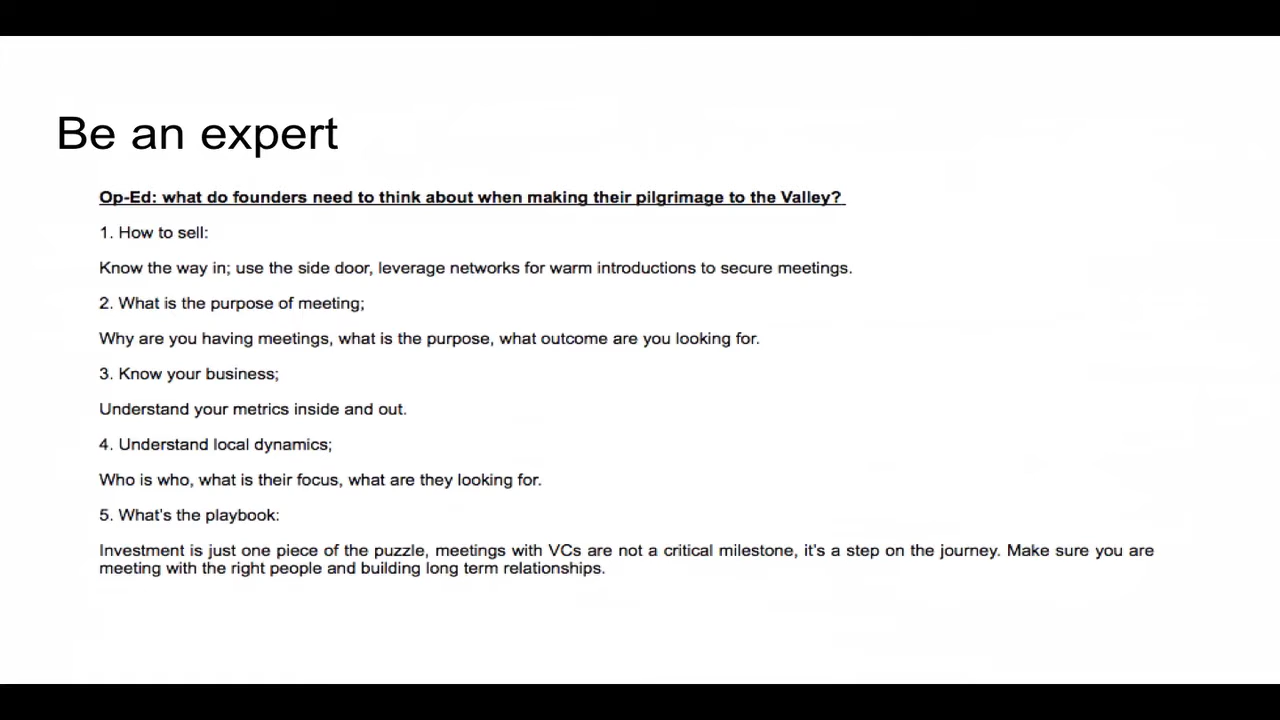 Be an expert
Op-Ed: what do founders need to think about when making their pilgrimage to the Valley?
1. How to sell:
Know the way in; use the side door, leverage networks for warm introductions to secure meetings.
2. What is the purpose of meeting;
Why are you having meetings, what is the purpose, what outcome are you looking for.
3. Know your business;
Understand your metrics inside and out.
4. Understand local dynamics;
Who is who, what is their focus, what are they looking for.
5. What's the playbook:
Investment is just one piece of the puzzle, meetings with VCs are not a critical milestone, it's a step on the journey. Make sure you are
meeting with the right people and building long term relationships.